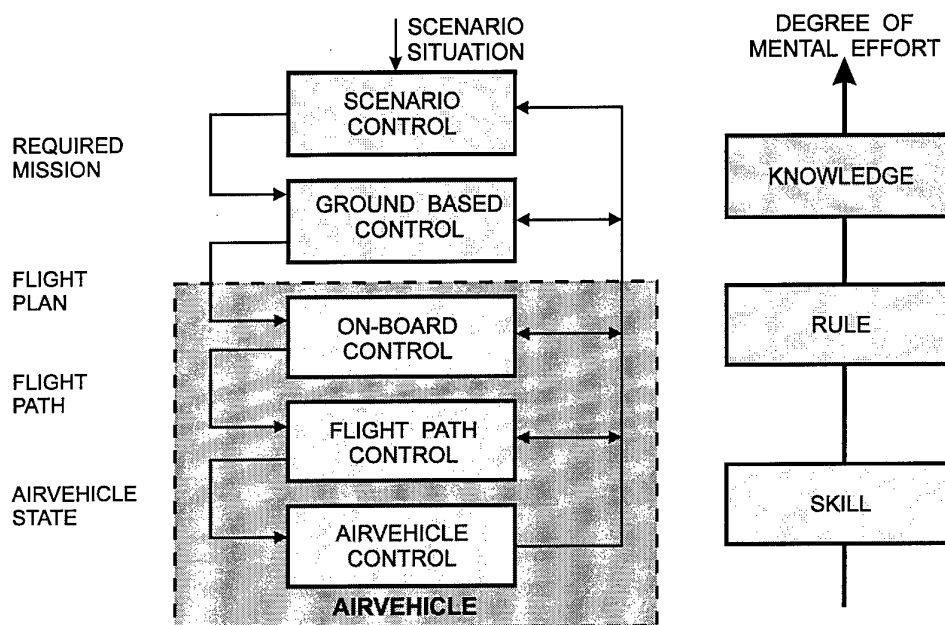 SCENARIO
SITUATION
SCENARIO
CONTROL
REQUIRED
MISSION
GROUND BASED
CONTROL
FLIGHT
PLAN
ON-BOARD
CONTROL
FLIGHT
PATH
FLIGHT PATH
CONTROL
AIRVEHICLE
STATE
AIRVEHICLE
CONTROL
AIRVEHICLE
DEGREE OF
MENTAL EFFORT
KNOWLEDGE
RULE
SKILL